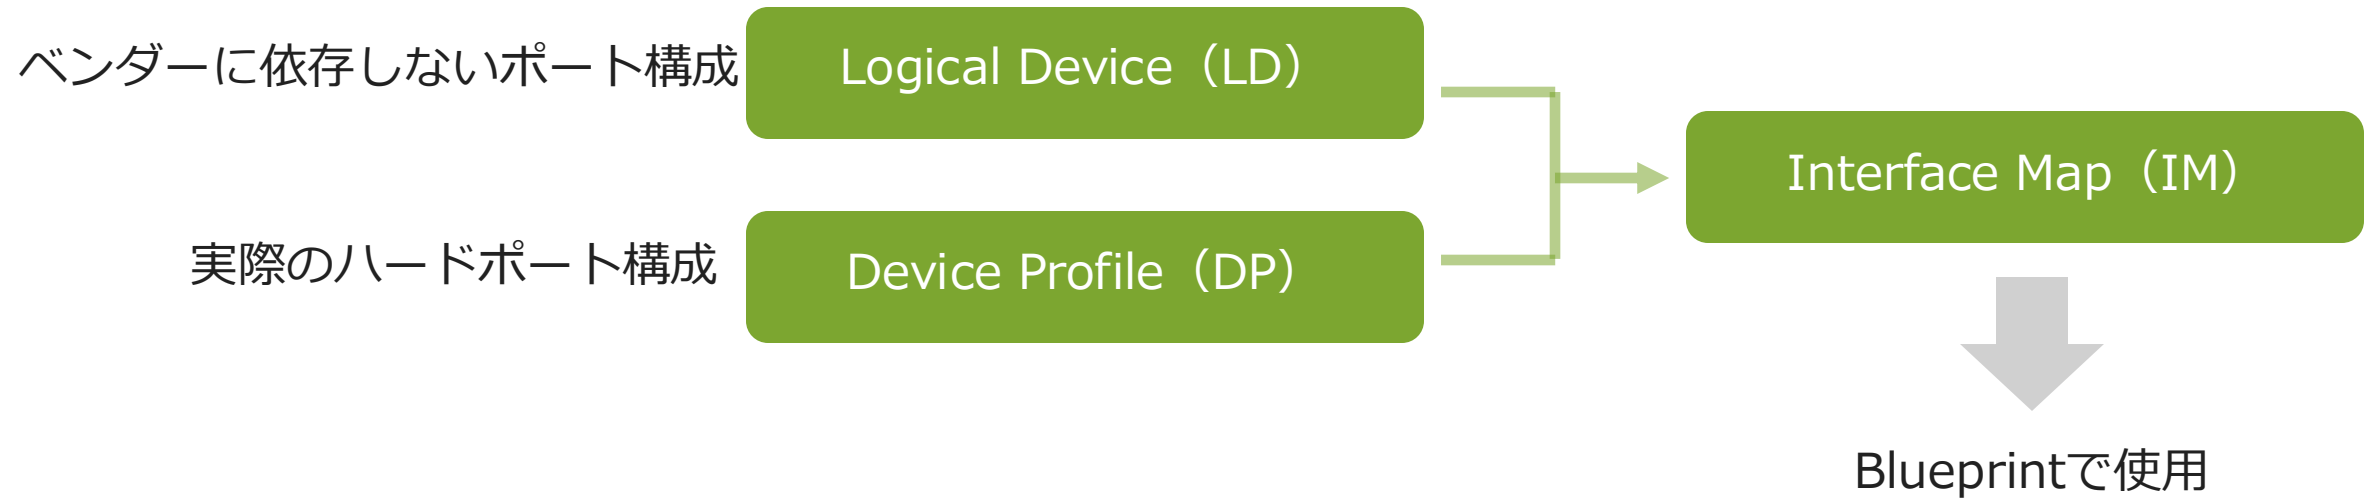 ベンダーに依存しないポート構成
Logical Device（LD）
Interface Map（IM）
実際のハードポート構成
Device Profile（DP）
Blueprintで使用